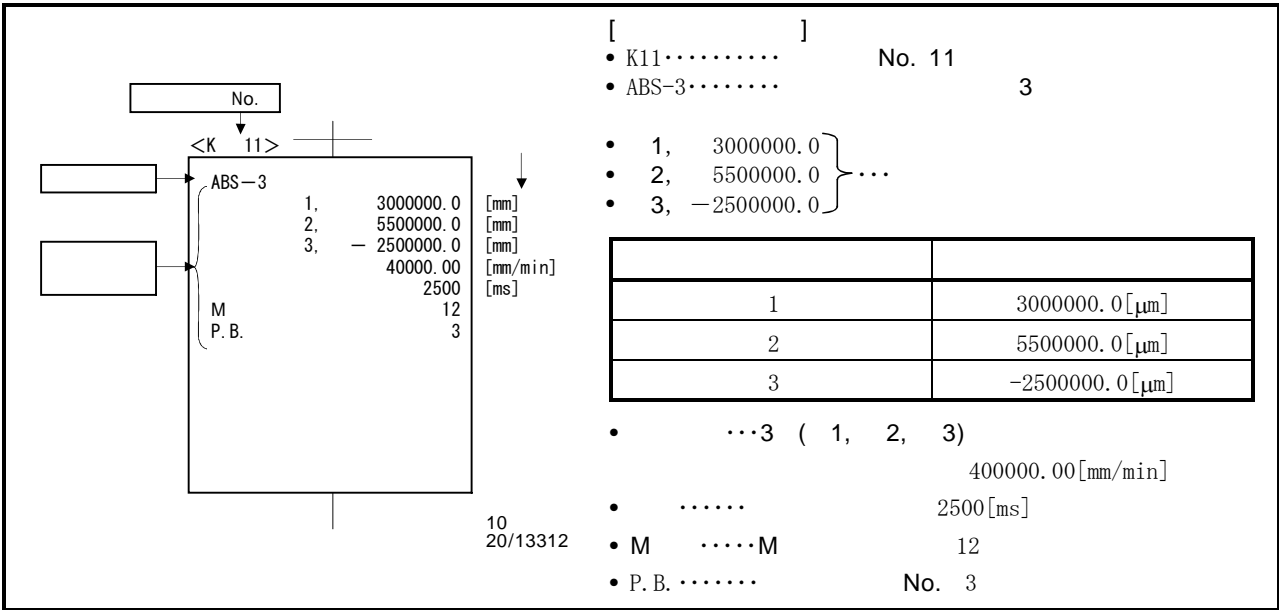 No.
<K 11>
ABS-3
1, 3000000.0 [mm]
2, 5500000.0 [mm]
3, － 2500000.0 [mm]
40000.00 [mm/min]
2500 [ms]
M 12
P.B. 3
10
20/13312
[ ]
• K11·········· No. 11
• ABS-3········ 3
• 1, 3000000.0
• 2, 5500000.0 ···
• 3, －2500000.0
1 3000000.0[μm]
2 5500000.0[μm]
3 -2500000.0[μm]
• ···3 ( 1, 2, 3)
400000.00[mm/min]
• ······ 2500[ms]
• M ·····M 12
• P.B.······· No. 3